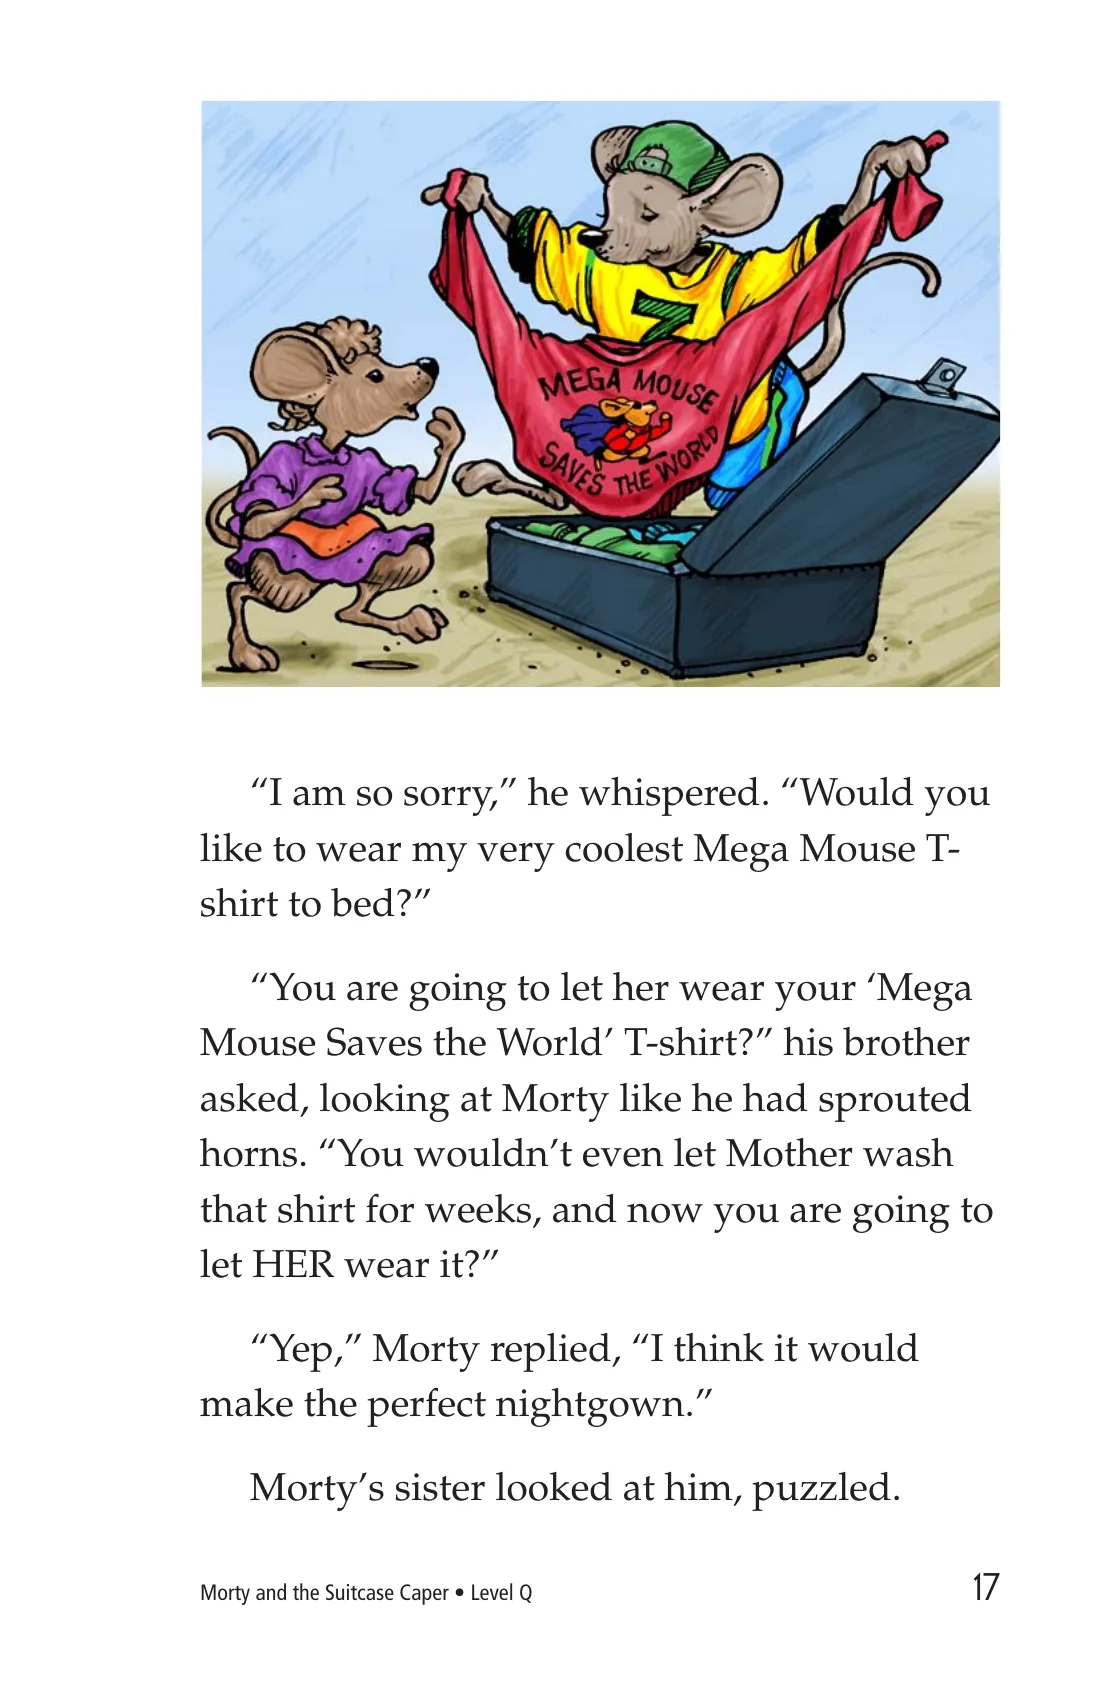 7
MEGA MOUSE
SAVES THE WORLD
“I am so sorry,” he whispered. “Would you
like to wear my very coolest Mega Mouse T-
shirt to bed?”
“You are going to let her wear your ‘Mega
Mouse Saves the World’ T-shirt?” his brother
asked, looking at Morty like he had sprouted
horns. “You wouldn’t even let Mother wash
that shirt for weeks, and now you are going to
let HER wear it?”
“Yep,” Morty replied, “I think it would
make the perfect nightgown.”
Morty’s sister looked at him, puzzled.
Morty and the Suitcase Caper • Level Q
17